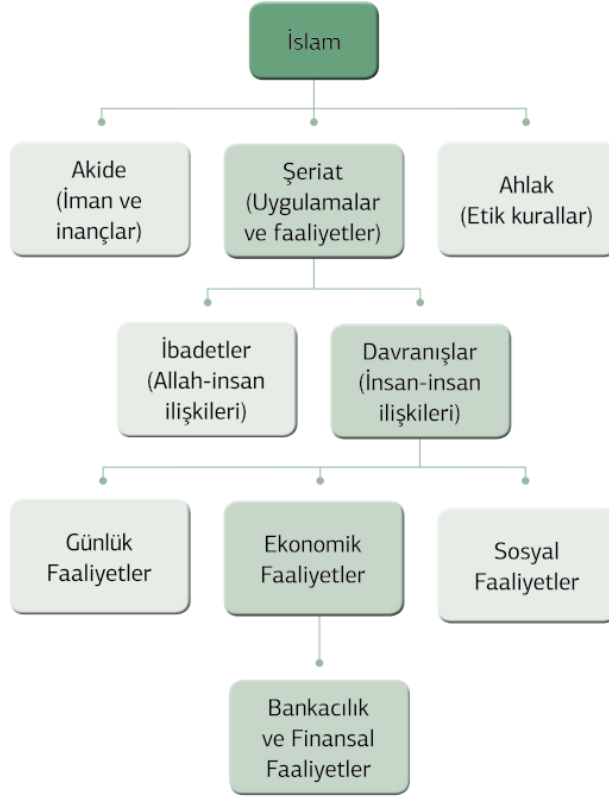 İslam
Akide
(İman ve
inançlar)
Şeriat
(Uygulamalar
ve faaliyetler)
Ahlak
(Etik kurallar)
İbadetler
(Allah-insan
ilişkileri)
Davranışlar
(İnsan-insan
ilişkileri)
Günlük
Faaliyetler
Ekonomik
Faaliyetler
Sosyal
Faaliyetler
Bankacılık
ve Finansal
Faaliyetler